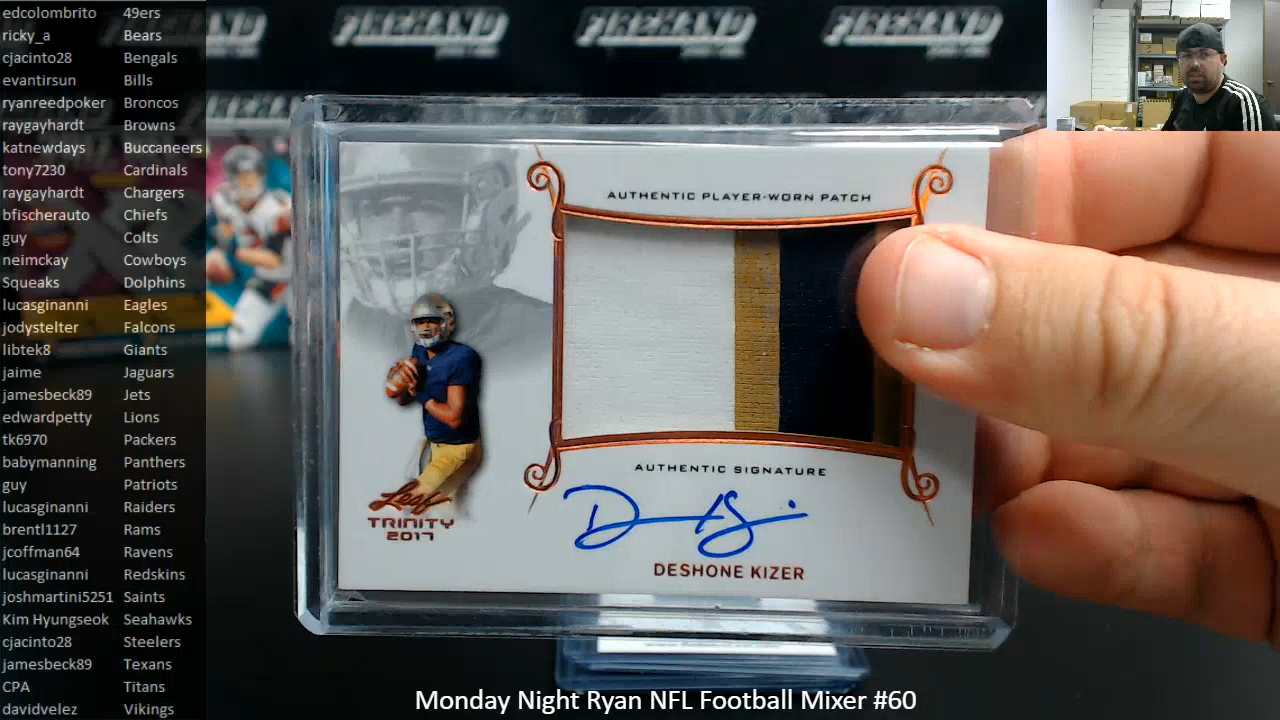 edcolombrito 49ers
ricky_a Bears
cjacinto28 Bengals
evantirsun Bills
ryanreedpoker Broncos
raygayhardt Browns
katnewdays Buccaneers
tony7230 Cardinals
raygayhardt Chargers
bfischerauto Chiefs
guy Colts
neimckay Cowboys
Squeaks Dolphins
lucasginanni Eagles
jodystelter Falcons
libtek8 Giants
jaime Jaguars
jamesbeck89 Jets
edwardpetty Lions
tk6970 Packers
babymanning Panthers
guy Patriots
lucasginanni Raiders
brentl1127 Rams
jcoffman64 Ravens
lucasginanni Redskins
joshmartini5251 Saints
Kim Hyungseok Seahawks
cjacinto28 Steelers
jamesbeck89 Texans
CPA Titans
davidvelez Vikings
FIREHAND FIREHAND FIREHAND FIREHAND
AUTHENTIC PLAYER-WORN PATCH
AUTHENTIC SIGNATURE
Leaf
TRINITY
2017
DESHONE KIZER
Monday Night Ryan NFL Football Mixer #60